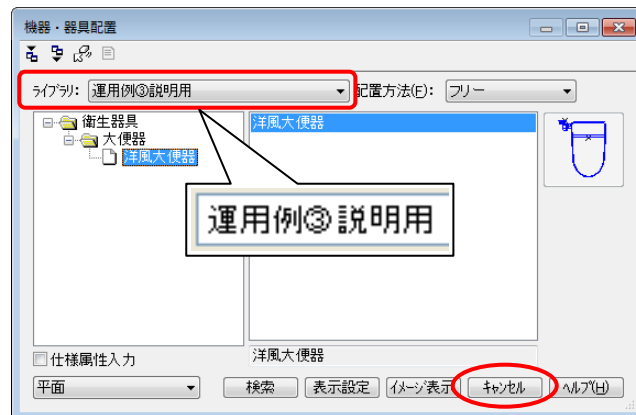 機器・器具配置
ライブラリ: 運用例③説明用 配置方法(F): フリー
衛生器具
大便器
洋風大便器
洋風大便器
運用例③説明用
仕様属性入力
洋風大便器
平面 検索 表示設定 イメージ表示 キャンセル ヘルプ(H)